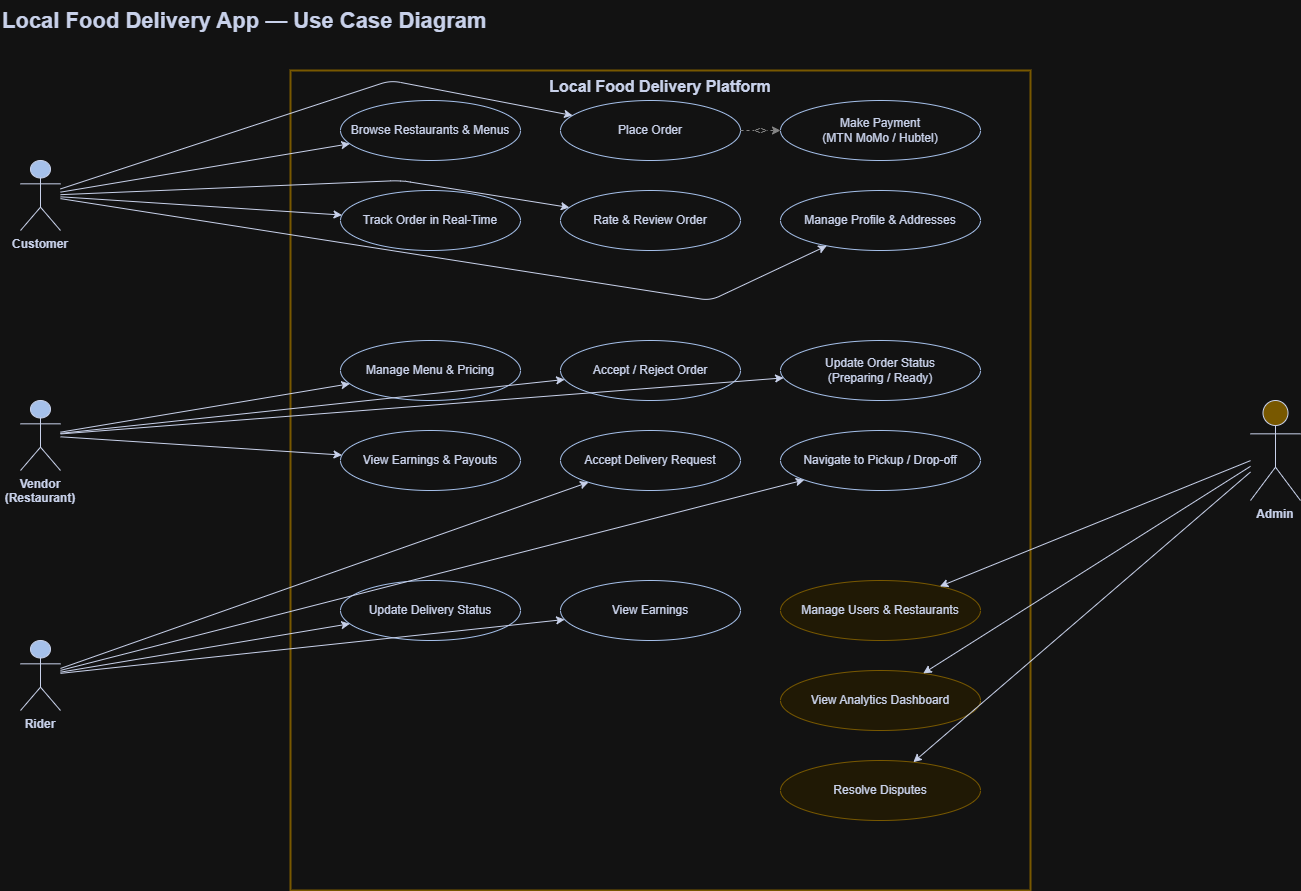 Local Food Delivery App — Use Case Diagram
Local Food Delivery Platform
Browse Restaurants & Menus
Place Order
<>
Make Payment
(MTN MoMo / Hubtel)
Customer
Track Order in Real-Time
Rate & Review Order
Manage Profile & Addresses
Manage Menu & Pricing
Accept / Reject Order
Update Order Status
(Preparing / Ready)
Vendor
(Restaurant)
View Earnings & Payouts
Accept Delivery Request
Navigate to Pickup / Drop-off
Admin
Update Delivery Status
View Earnings
Manage Users & Restaurants
Rider
View Analytics Dashboard
Resolve Disputes